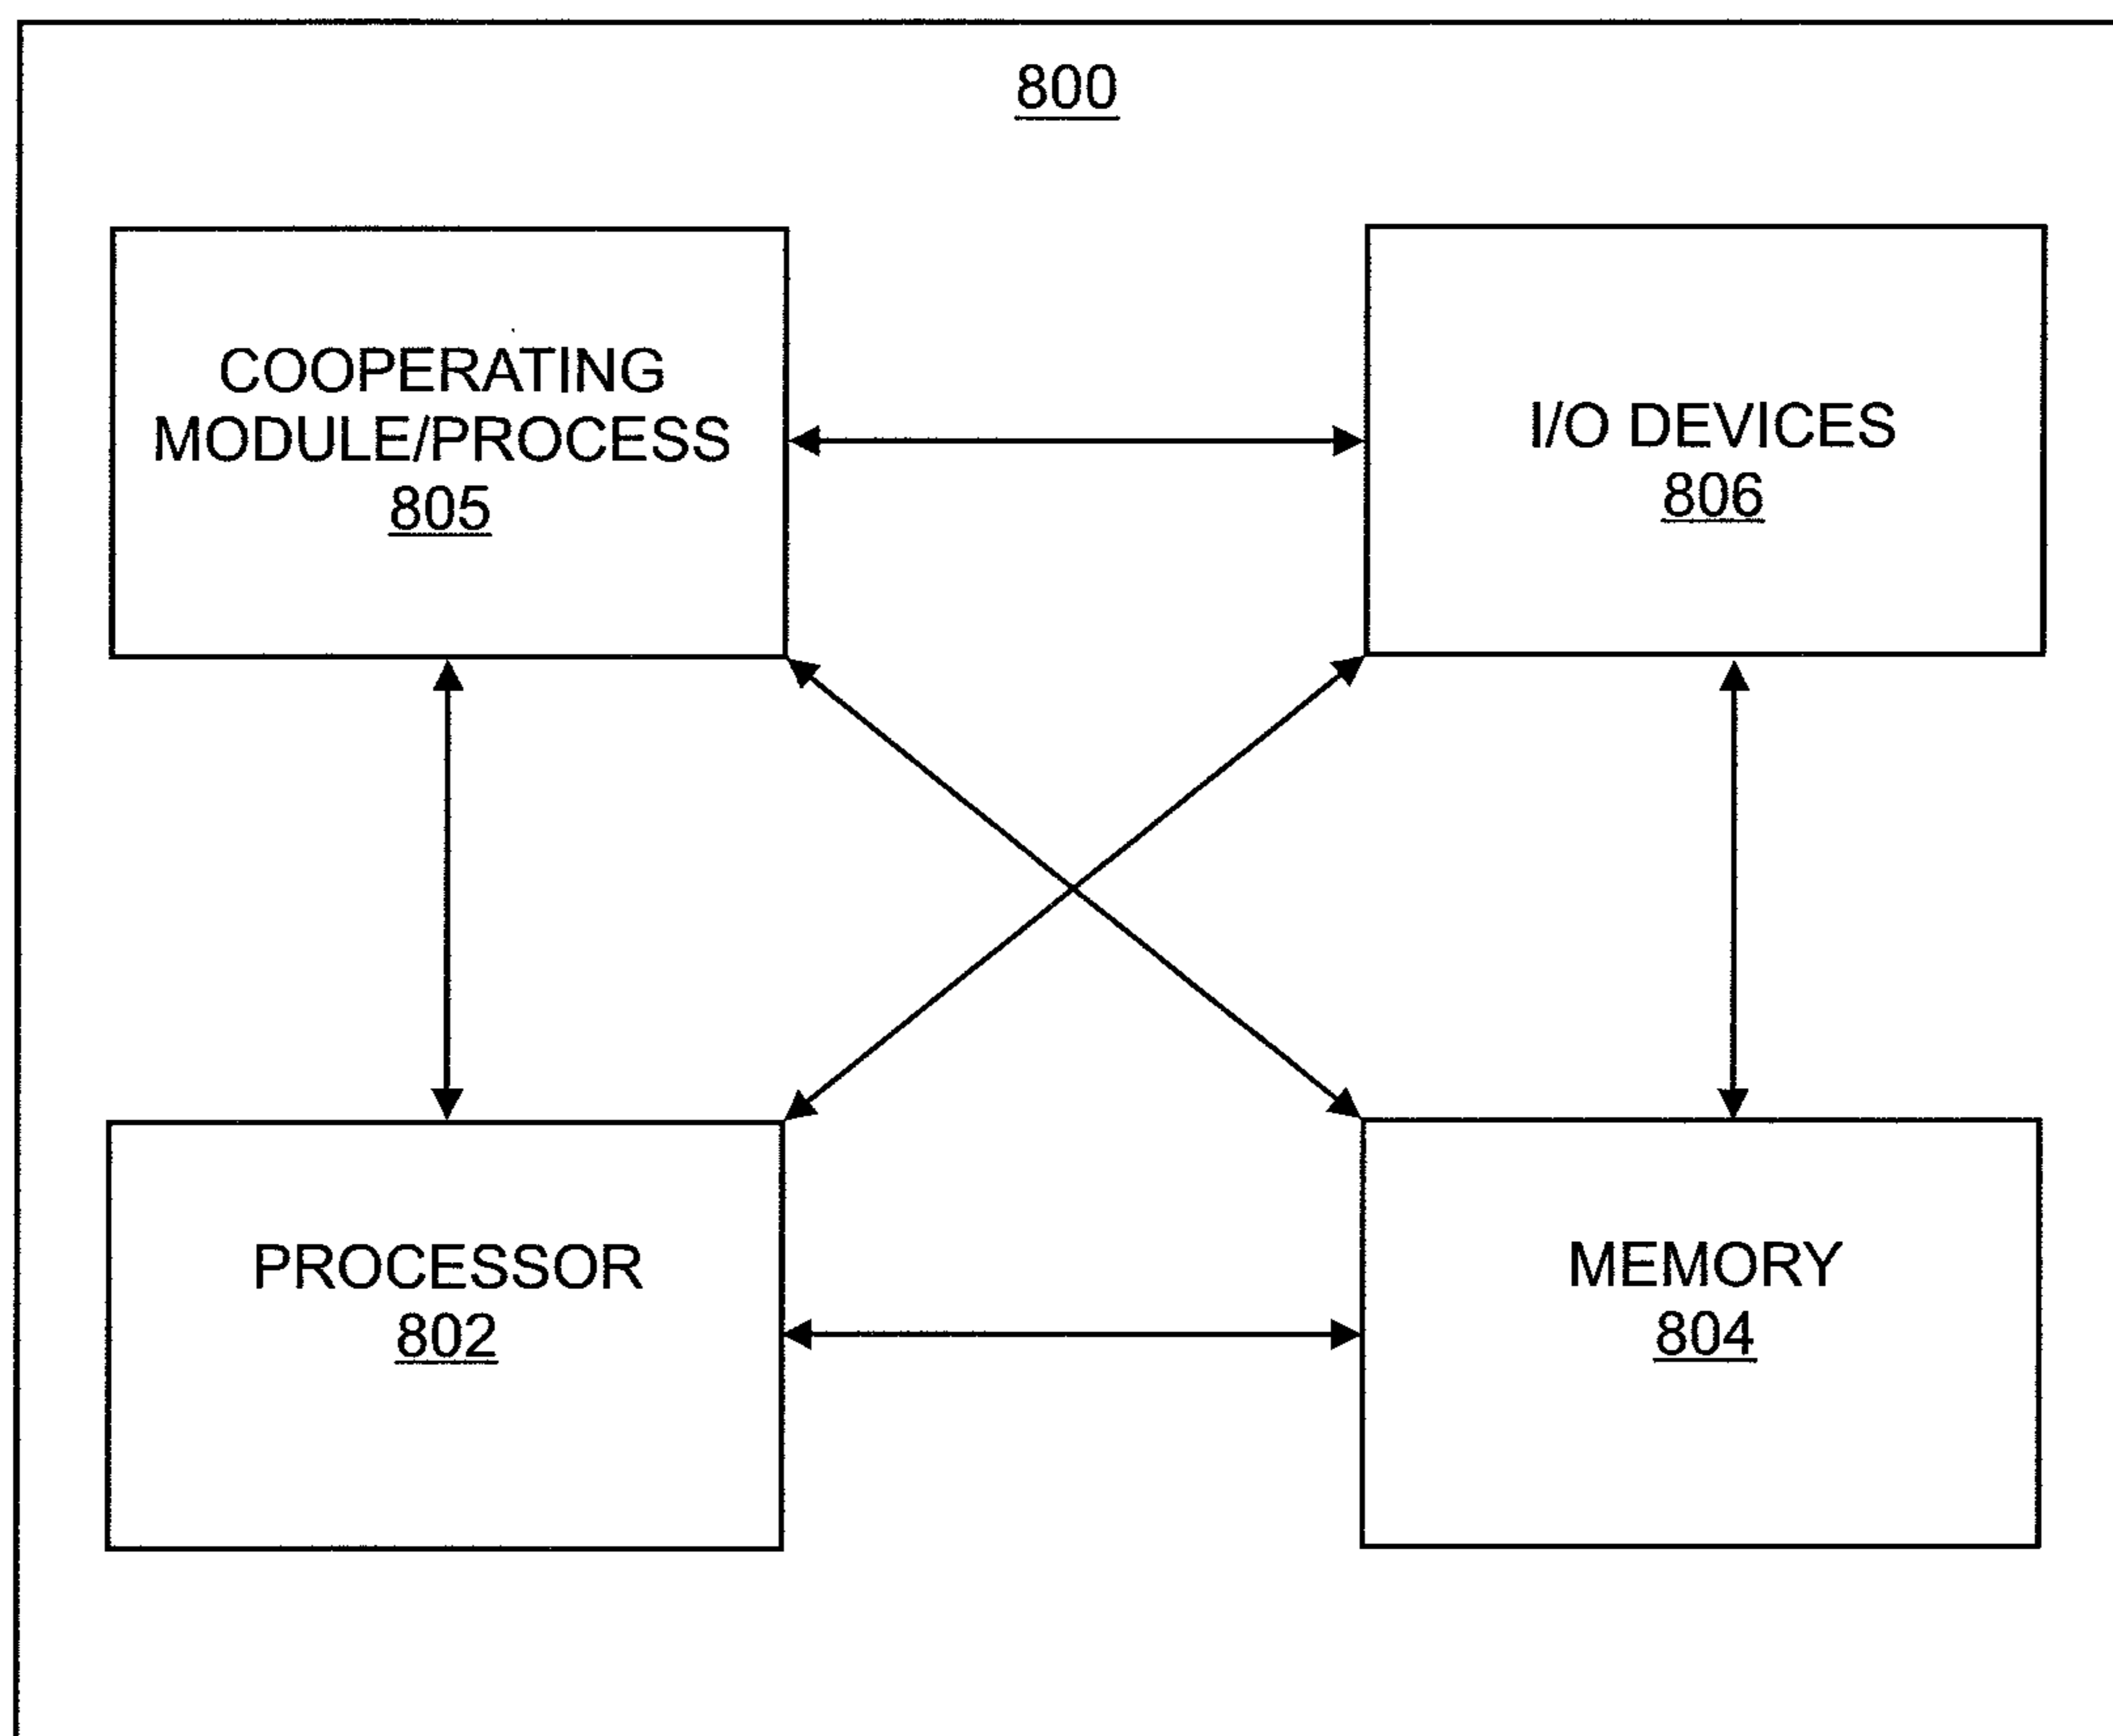 800
COOPERATING
MODULE/PROCESS
805
I/O DEVICES
806
PROCESSOR
802
MEMORY
804